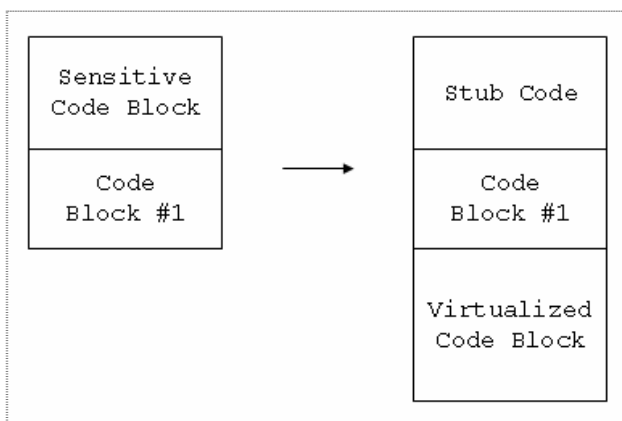 Sensitive
Code Block
Code
Block #1
Stub Code
Code
Block #1
Virtualized
Code Block